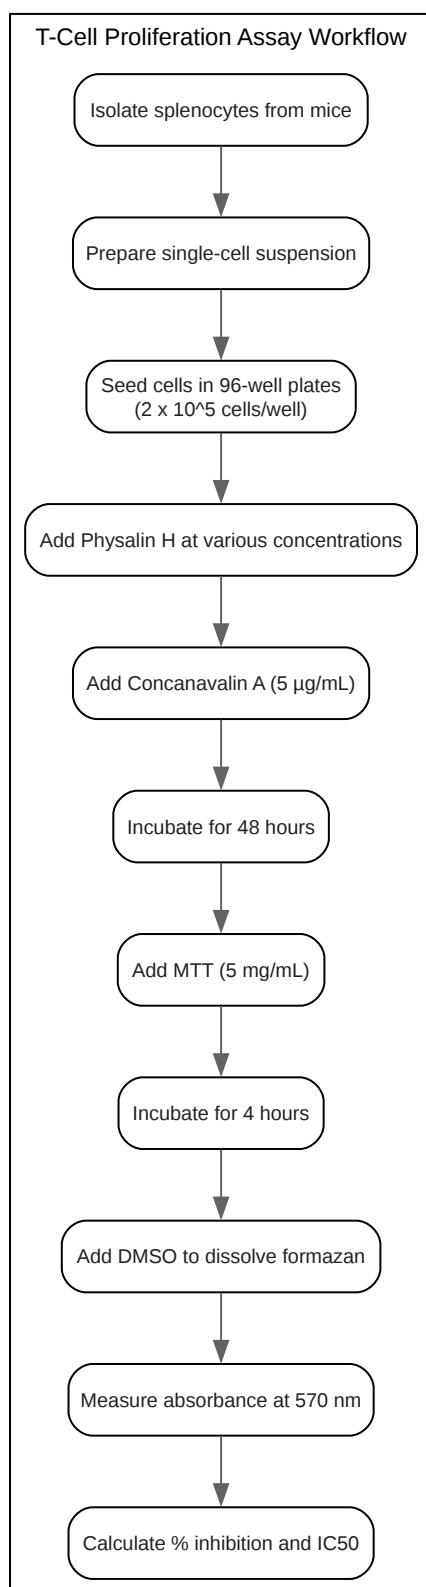 T-Cell Proliferation Assay Workflow
Isolate splenocytes from mice
Prepare single-cell suspension
Seed cells in 96-well plates
(2 x 10^5 cells/well)
Add Physalin H at various concentrations
Add Concanavalin A (5 µg/mL)
Incubate for 48 hours
Add MTT (5 mg/mL)
Incubate for 4 hours
Add DMSO to dissolve formazan
Measure absorbance at 570 nm
Calculate % inhibition and IC50